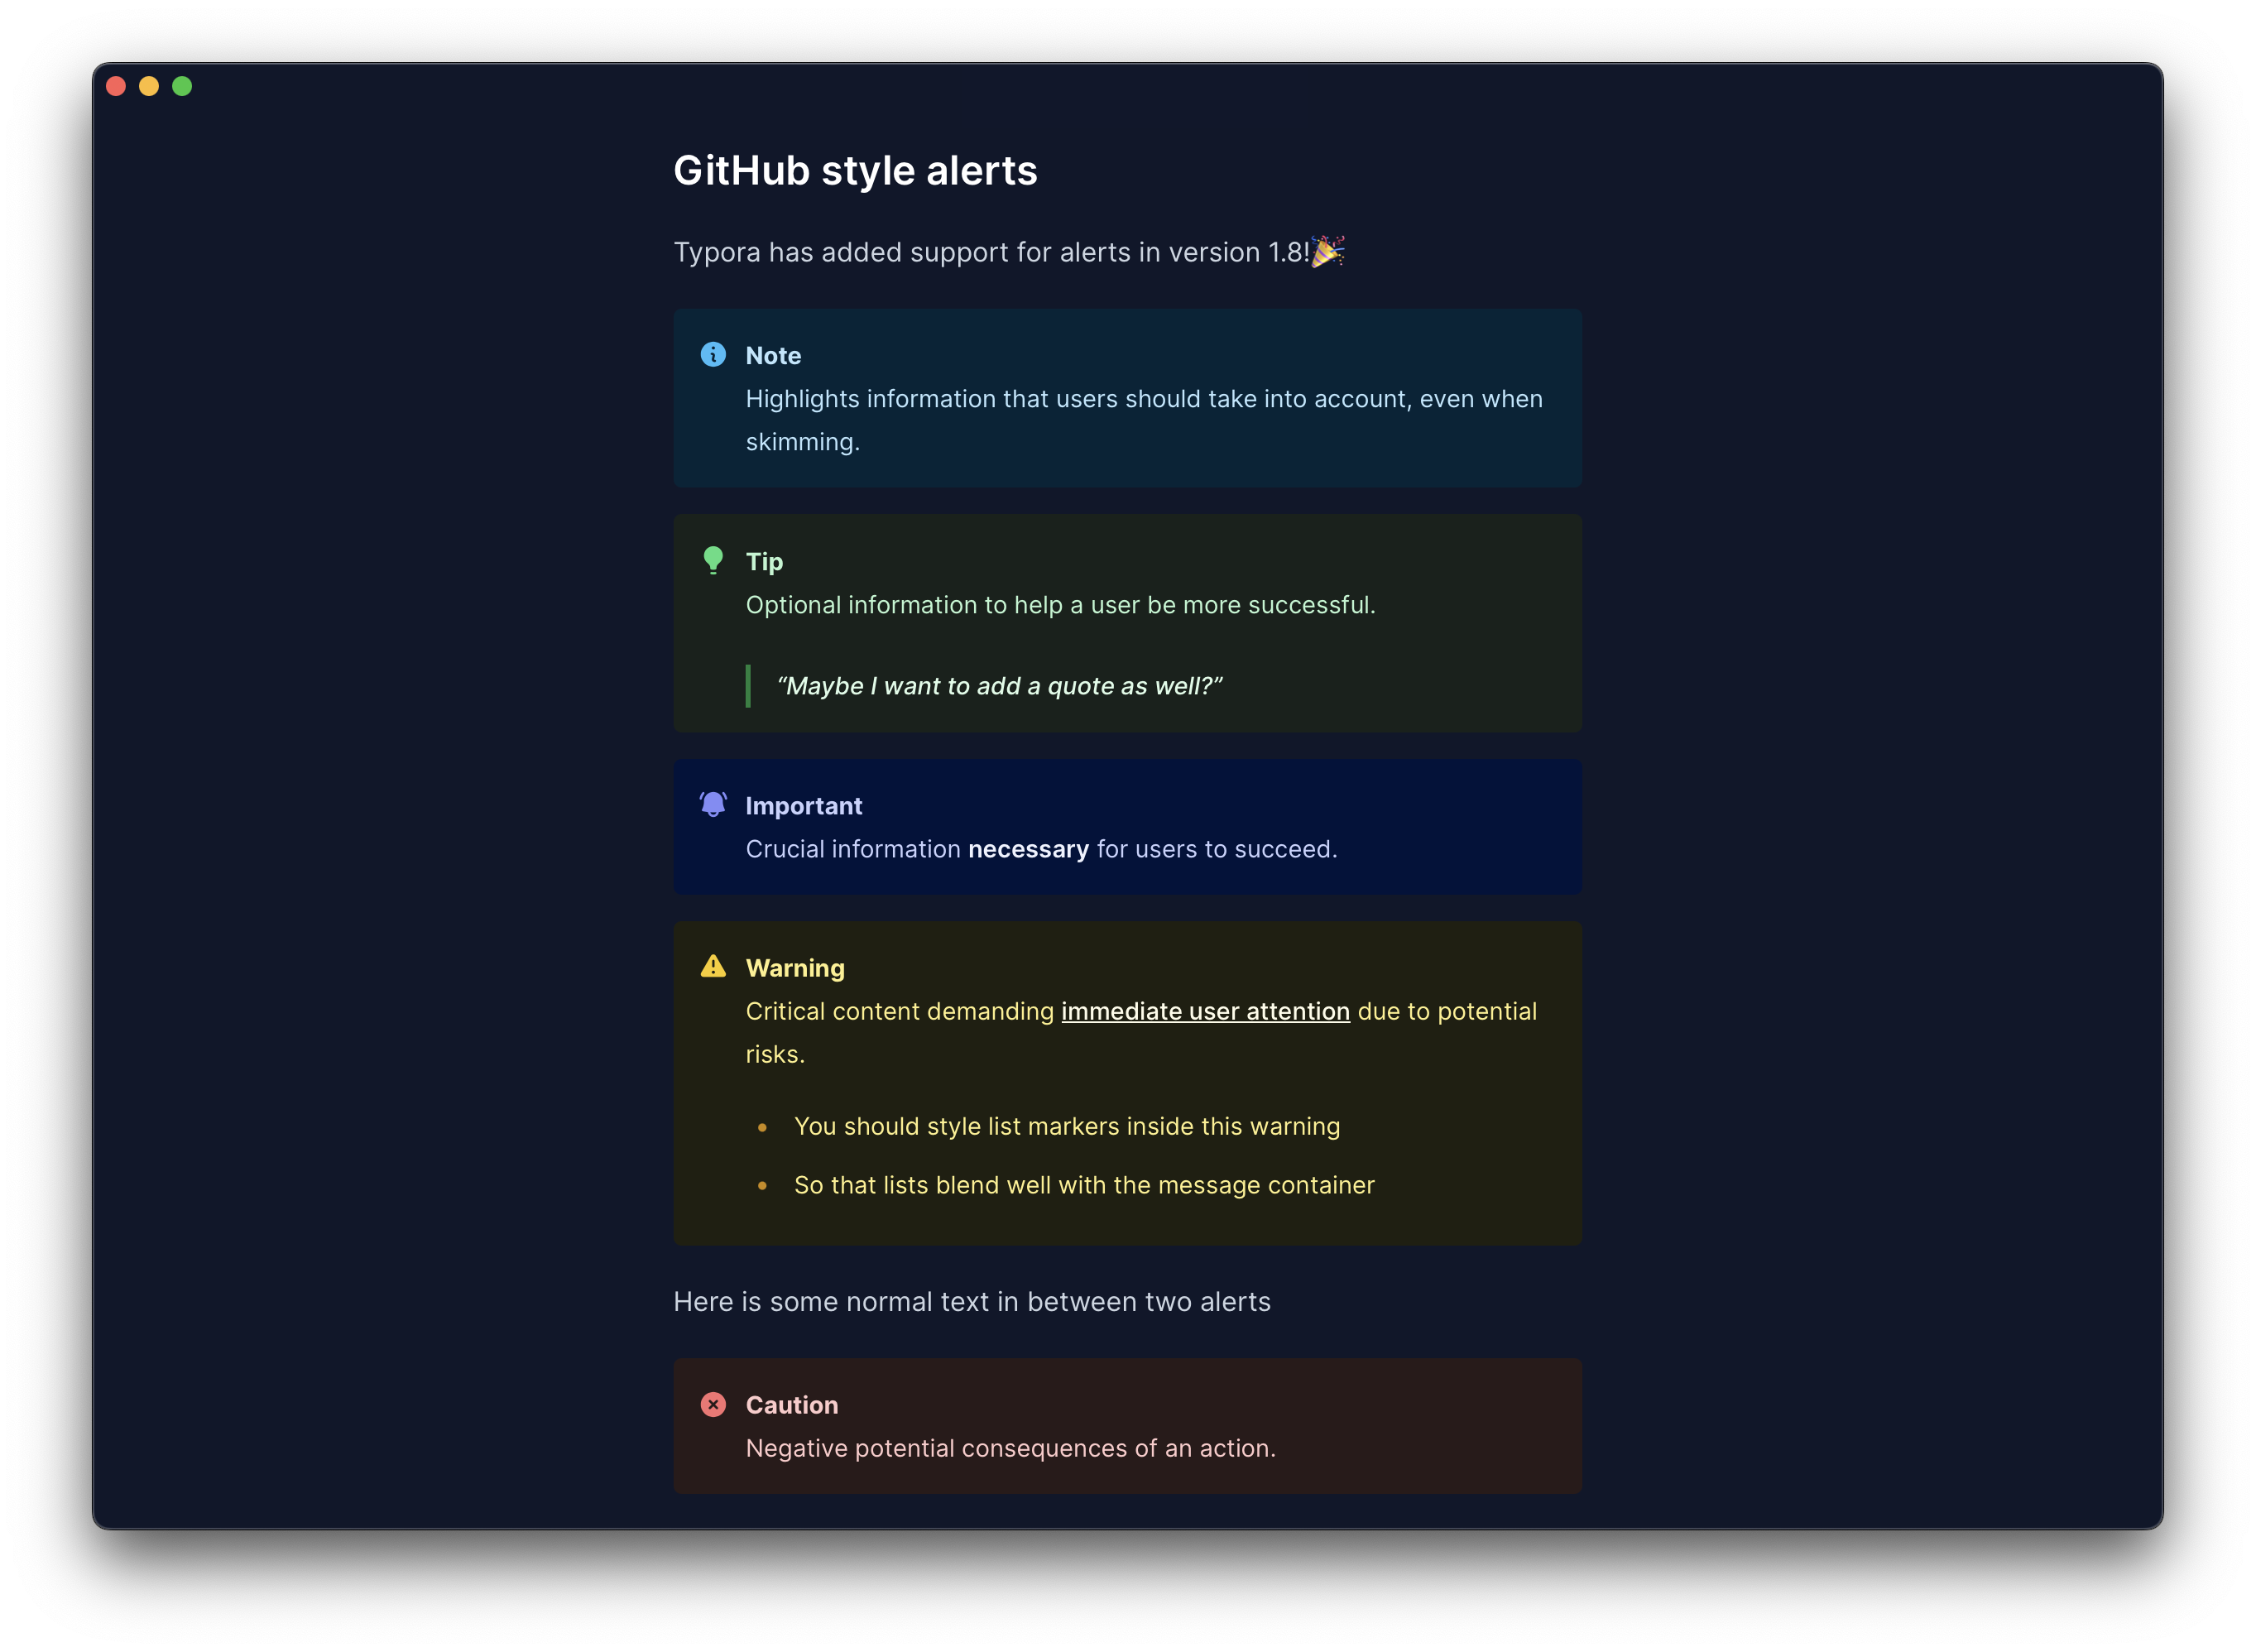 GitHub style alerts
Typora has added support for alerts in version 1.8!🎉
Note
Highlights information that users should take into account, even when
skimming.
Tip
Optional information to help a user be more successful.
“Maybe I want to add a quote as well?”
Important
Crucial information necessary for users to succeed.
Warning
Critical content demanding immediate user attention due to potential
risks.
• You should style list markers inside this warning
• So that lists blend well with the message container
Here is some normal text in between two alerts
Caution
Negative potential consequences of an action.